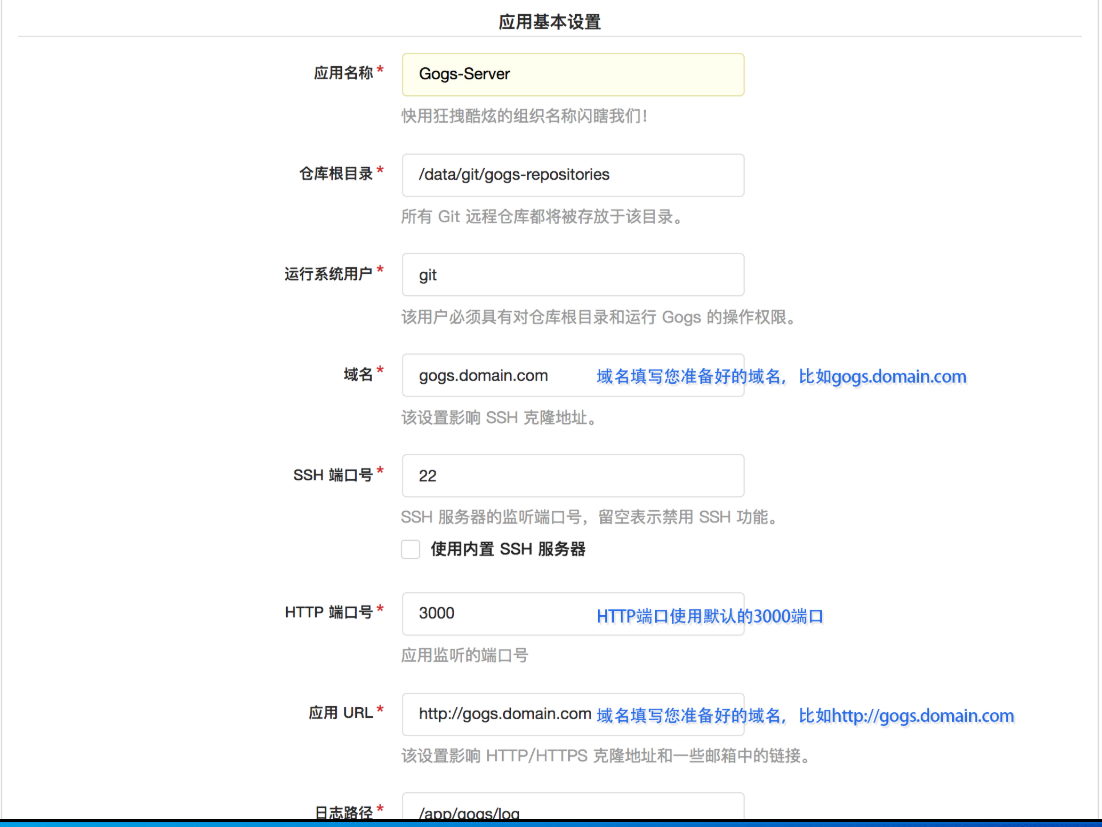 应用基本设置
应用名称* Gogs-Server
快用狂拽酷炫的组织名称闪瞎我们！
仓库根目录* /data/git/gogs-repositories
所有 Git 远程仓库都将被存放于该目录。
运行系统用户* git
该用户必须具有对仓库根目录和运行 Gogs 的操作权限。
域名* gogs.domain.com 域名填写您准备好的域名，比如gogs.domain.com
该设置影响 SSH 克隆地址。
SSH 端口号* 22
SSH 服务器的监听端口号，留空表示禁用 SSH 功能。
使用内置 SSH 服务器
HTTP 端口号* 3000 HTTP端口使用默认的3000端口
应用监听的端口号
应用 URL* http://gogs.domain.com 域名填写您准备好的域名，比如http://gogs.domain.com
该设置影响 HTTP/HTTPS 克隆地址和一些邮箱中的链接。
日志路径* /app/gogs/log